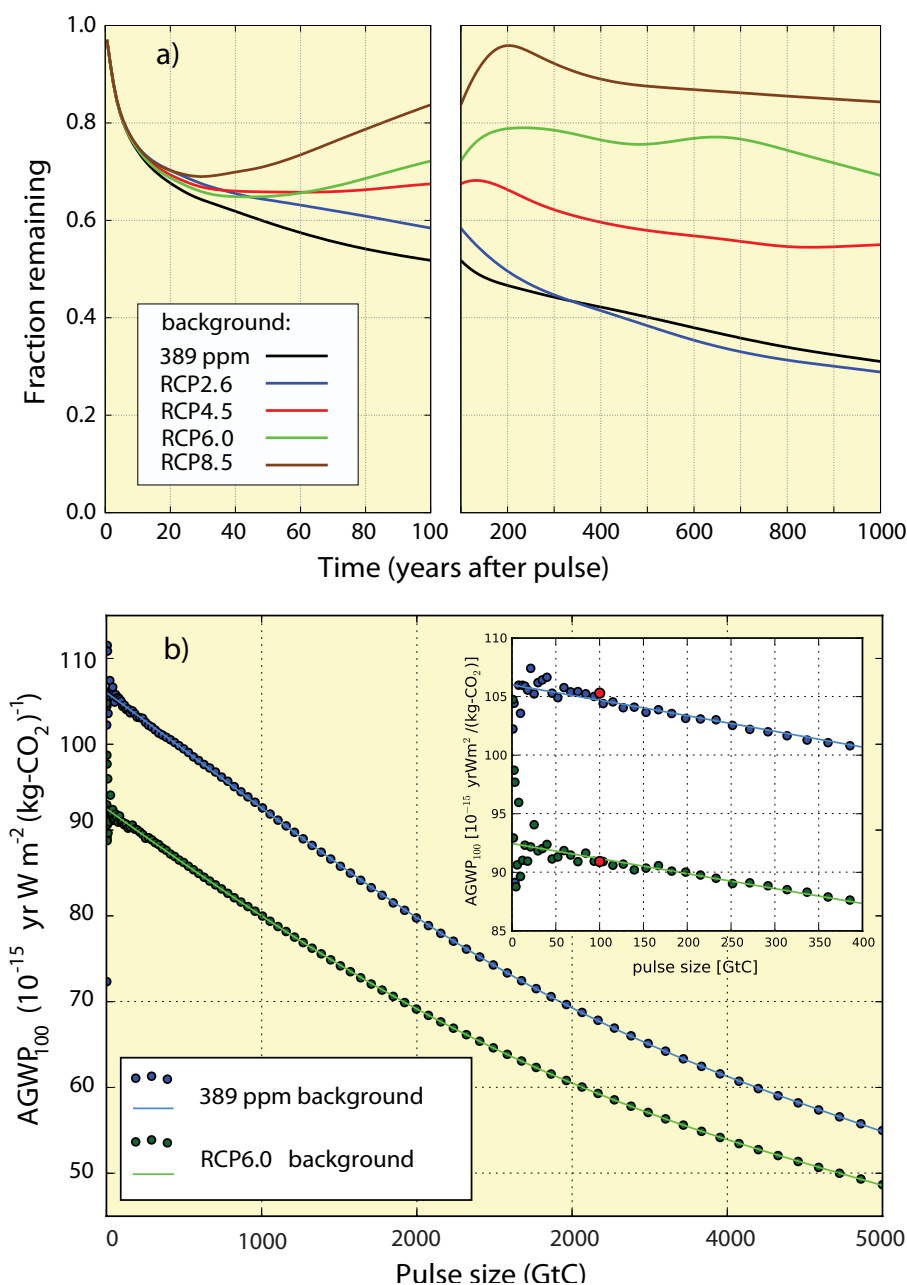 1.0
0.8
0.6
0.4
0.2
0.0
Fraction remaining
a)
background:
389 ppm
RCP2.6
RCP4.5
RCP6.0
RCP8.5
0 20 40 60 80 100
200 400 600 800 1000
Time (years after pulse)
b)
110
100
90
80
70
60
50
AGWP100 (10-15 yr W m-2 (kg-CO2)-1)
110
105
100
95
90
85
AGWP100 [10-15 yrWm2 /(kg-CO2)]
0 50 100 150 200 250 300 350 400
pulse size [GtC]
389 ppm background
RCP6.0 background
0 1000 2000 2000 4000 5000
Pulse size (GtC)